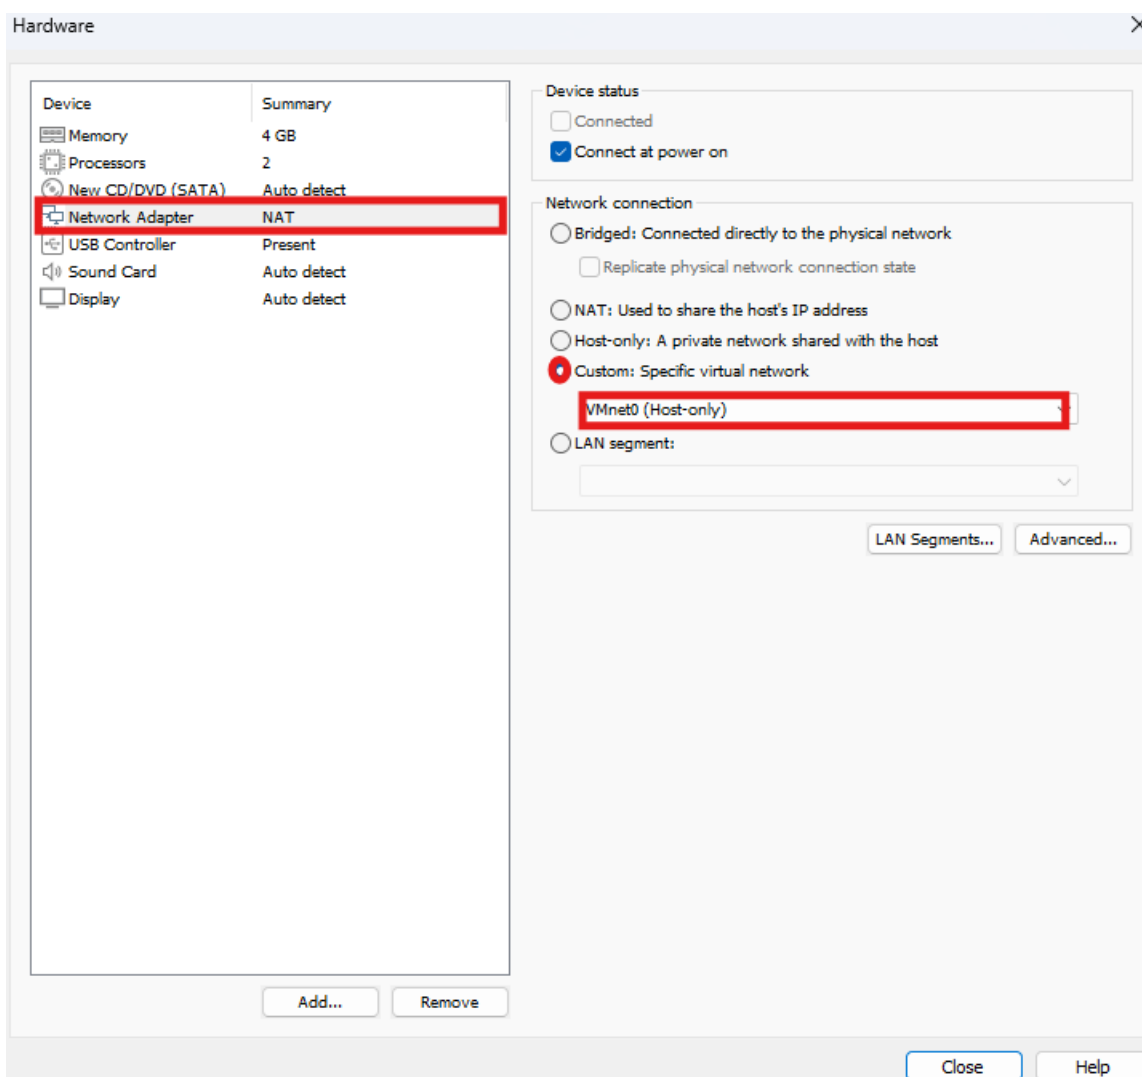 Hardware
Device Summary
Memory 4 GB
Processors 2
New CD/DVD (SATA) Auto detect
Network Adapter NAT
USB Controller Present
Sound Card Auto detect
Display Auto detect
Add... Remove
Device status
Connected
Connect at power on
Network connection
Bridged: Connected directly to the physical network
Replicate physical network connection state
NAT: Used to share the host's IP address
Host-only: A private network shared with the host
Custom: Specific virtual network
VMnet0 (Host-only)
LAN segment:
LAN Segments... Advanced...
Close Help